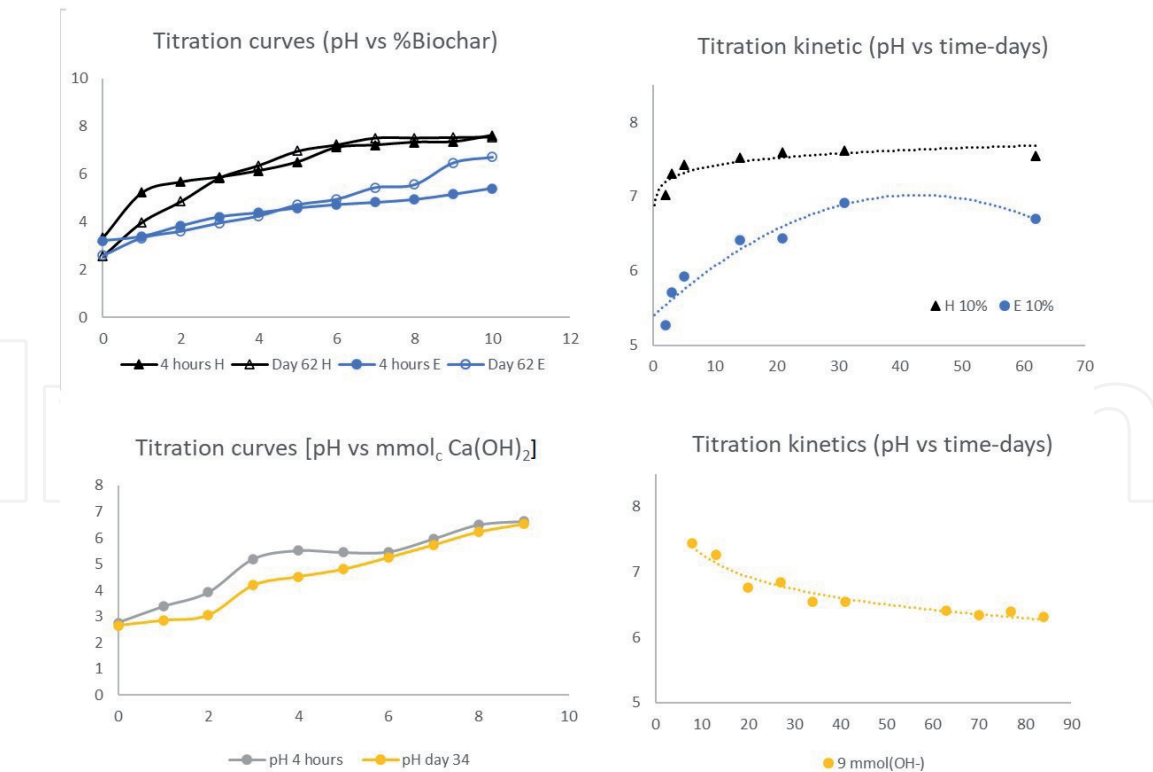 Titration curves (pH vs %Biochar)
10
8
6
4
2
0
0 2 4 6 8 10 12
4 hours H Day 62 H 4 hours E Day 62 E
Titration kinetic (pH vs time-days)
8
7
6
5
H 10% E 10%
0 10 20 30 40 50 60 70
Titration curves [pH vs mmolc Ca(OH)2]
8
7
6
5
4
3
2
1
0
0 2 4 6 8 10
pH 4 hours pH day 34
Titration kinetics (pH vs time-days)
8
7
6
5
0 10 20 30 40 50 60 70 80 90
9 mmol(OH-)